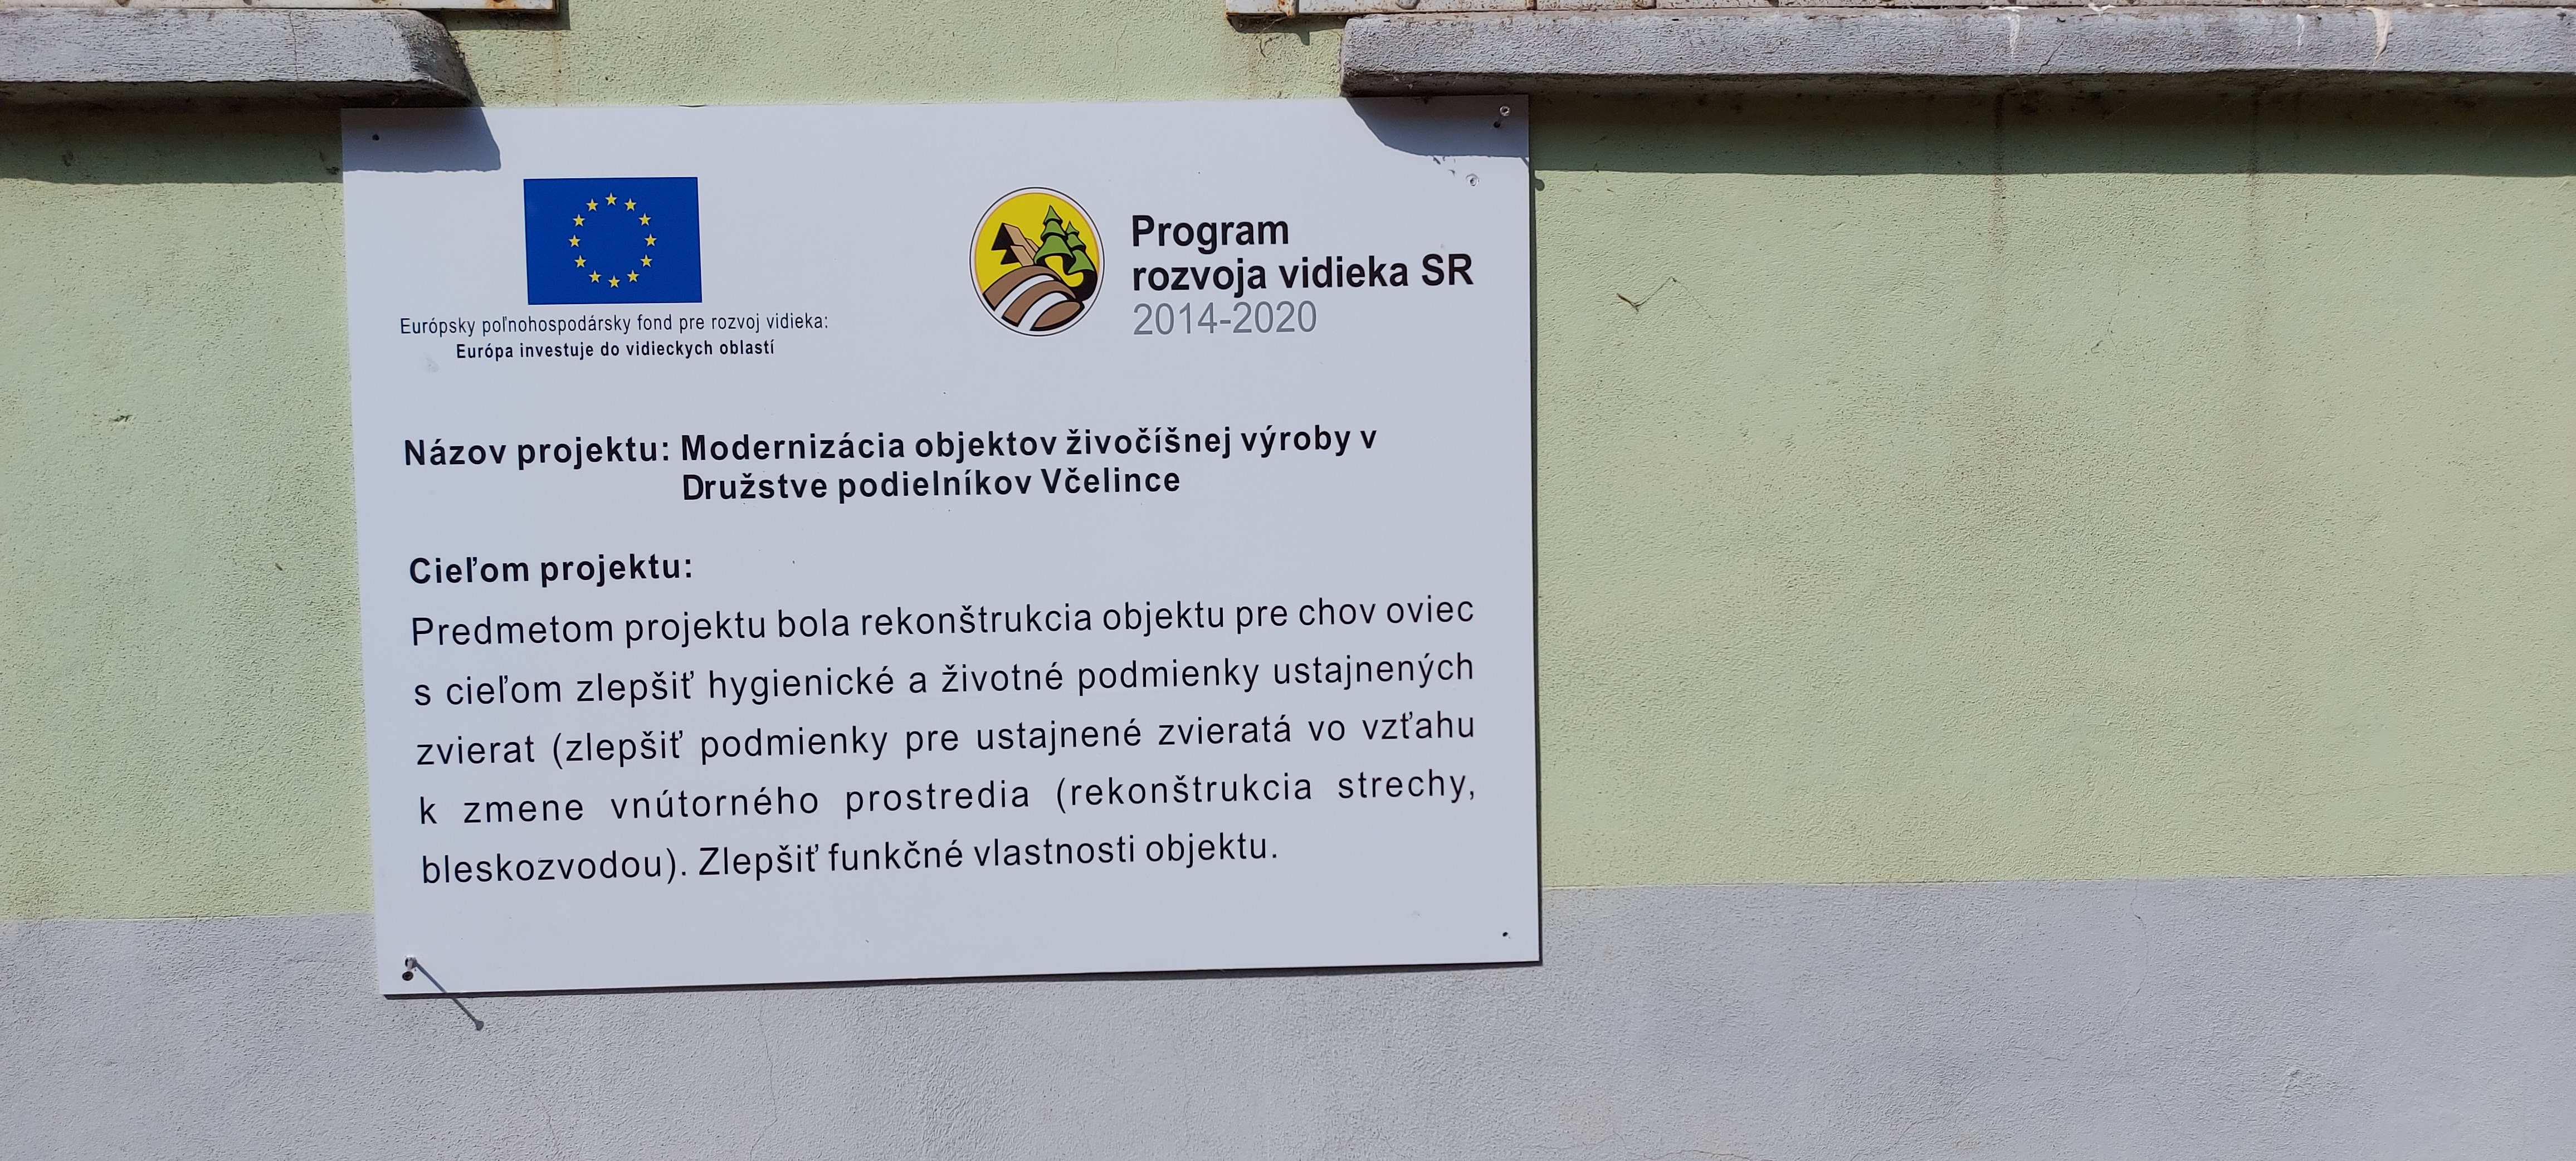 Európsky poľnohospodársky fond pre rozvoj vidieka:
Európa investuje do vidieckych oblastí
Program
rozvoja vidieka SR
2014-2020
Názov projektu: Modernizácia objektov živočíšnej výroby v
Družstve podielníkov Včelince
Cieľom projektu:
Predmetom projektu bola rekonštrukcia objektu pre chov oviec
s cieľom zlepšiť hygienické a životné podmienky ustajnených
zvierat (zlepšiť podmienky pre ustajnené zvieratá vo vzťahu
k zmene vnútorného prostredia (rekonštrukcia strechy,
bleskozvodou). Zlepšiť funkčné vlastnosti objektu.